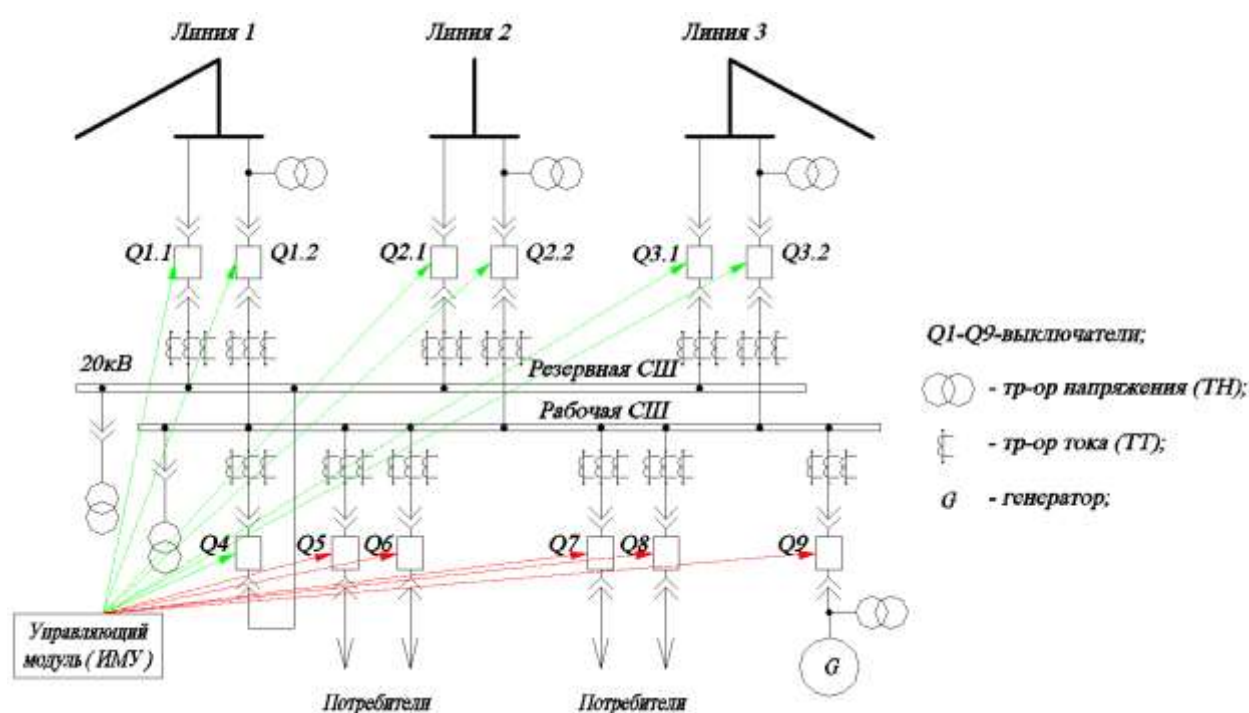 Линия 1
Линия 2
Линия 3
Q1.1
Q1.2
Q2.1
Q2.2
Q3.1
Q3.2
Q1-Q9-выключатели;
20кВ
Резервная СШ
- тр-ор напряжения (ТН);
Рабочая СШ
- тр-ор тока (ТТ);
G - генератор;
Q4
Q5
Q6
Q7
Q8
Q9
Управляющий
модуль ( ИМУ )
G
Потребители
Потребители